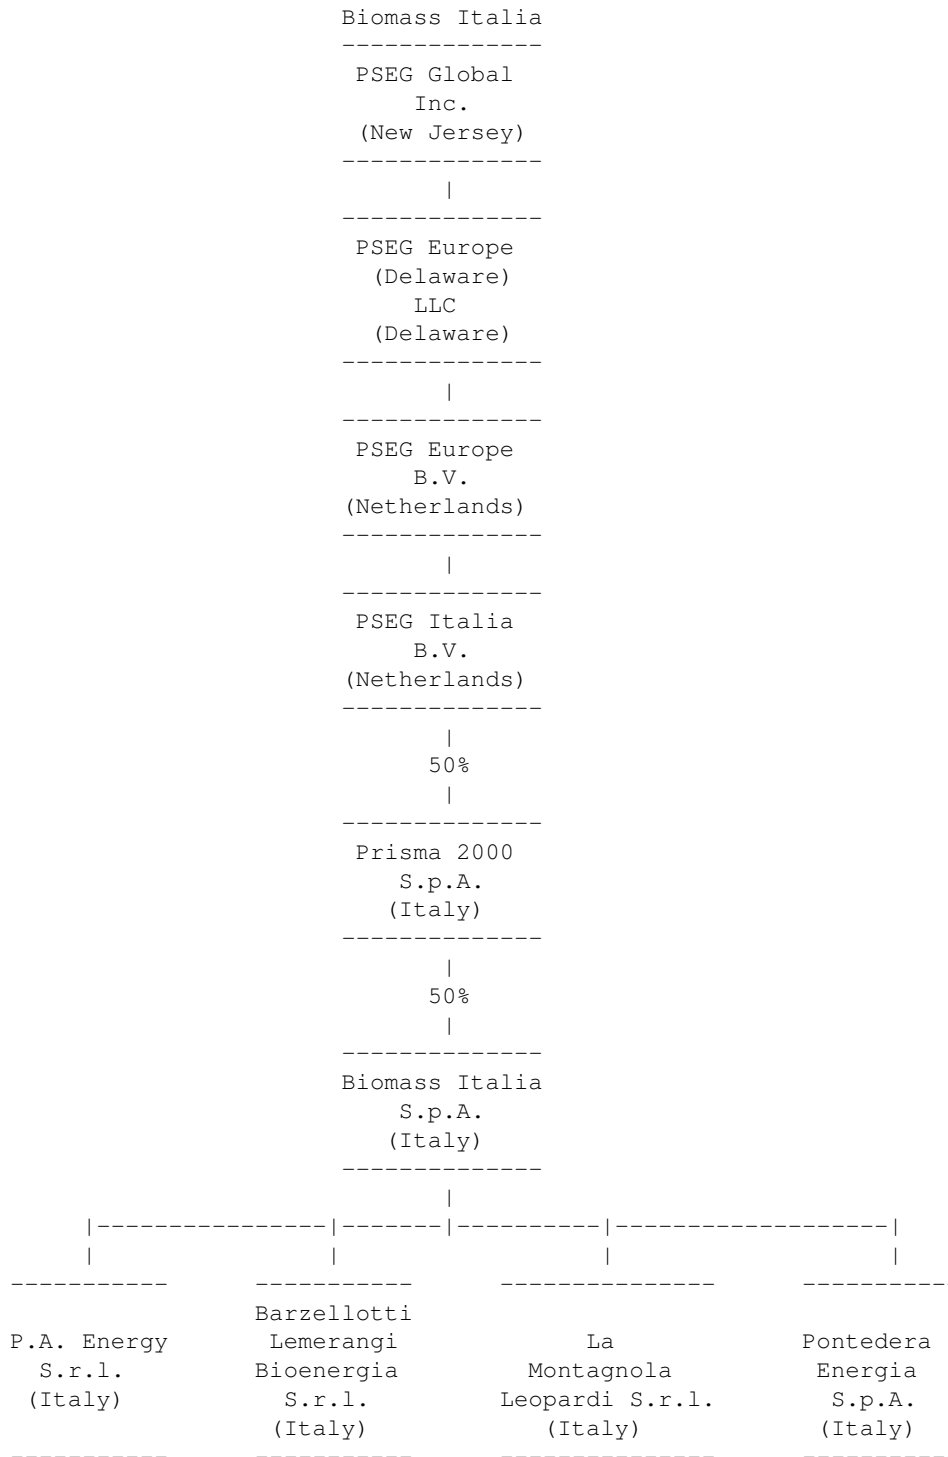 Biomass Italia
--------------
PSEG Global
Inc.
(New Jersey)
--------------
|
--------------
PSEG Europe
(Delaware)
LLC
(Delaware)
--------------
|
--------------
PSEG Europe
B.V.
(Netherlands)
--------------
|
--------------
PSEG Italia
B.V.
(Netherlands)
--------------
|
50%
|
--------------
Prisma 2000
S.p.A.
(Italy)
--------------
|
50%
|
--------------
Biomass Italia
S.p.A.
(Italy)
--------------
|
|----------------|-------|----------|-------------------|
| | | |
----------- ----------- --------------- ----------
Barzellotti
P.A. Energy Lemerangi La Pontedera
S.r.l. Bioenergia Montagnola Energia
(Italy) S.r.l. Leopardi S.r.l. S.p.A.
(Italy) (Italy) (Italy)
----------- ----------- --------------- ----------